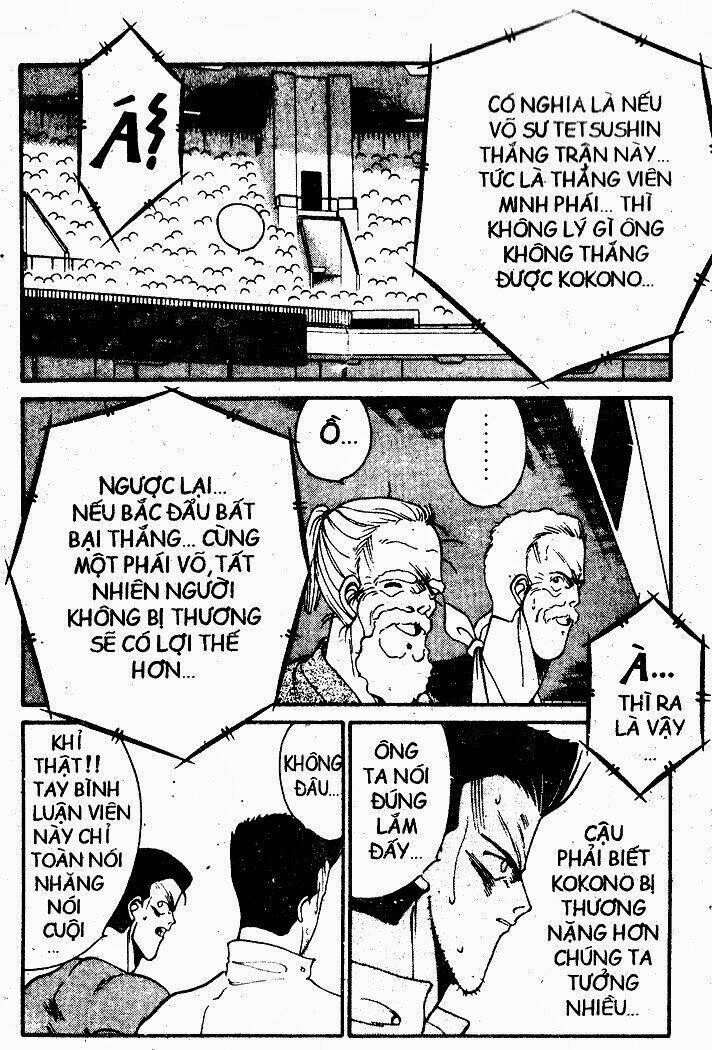 Á!?
CÓ NGHIA LÀ NẾU
VÕ SƯ TETSUSHIN
THẮNG TRẬN NÀY...
TỨC LÀ THẮNG VIÊN
MINH PHÁI... THÌ
KHÔNG LÝ GÌ ÔNG
KHÔNG THẮNG
ĐƯỢC KOKONO...
NGƯỢC LẠI...
NẾU BẮC ĐẨU BẤT
BẠI THẮNG... CÙNG
MỘT PHÁI VÕ, TẤT
NHIÊN NGƯỜI
KHÔNG BỊ THƯƠNG
SẼ CÓ LỢI THẾ
HƠN...
Ồ...
......
À...
THÌ RA
LÀ VẬY
...
KHỈ
THẬT!!
TAY BÌNH
LUẬN VIÊN
NÀY CHỈ
TOÀN NÓI
NHĂNG
NÓI
CUỘI
...
KHÔNG
ĐÂU...
ÔNG
TA NÓI
ĐÚNG
LẮM
ĐẤY...
CẬU
PHẢI BIẾT
KOKONO BỊ
THƯƠNG
NẶNG HƠN
CHÚNG TA
TƯỞNG
NHIỀU...